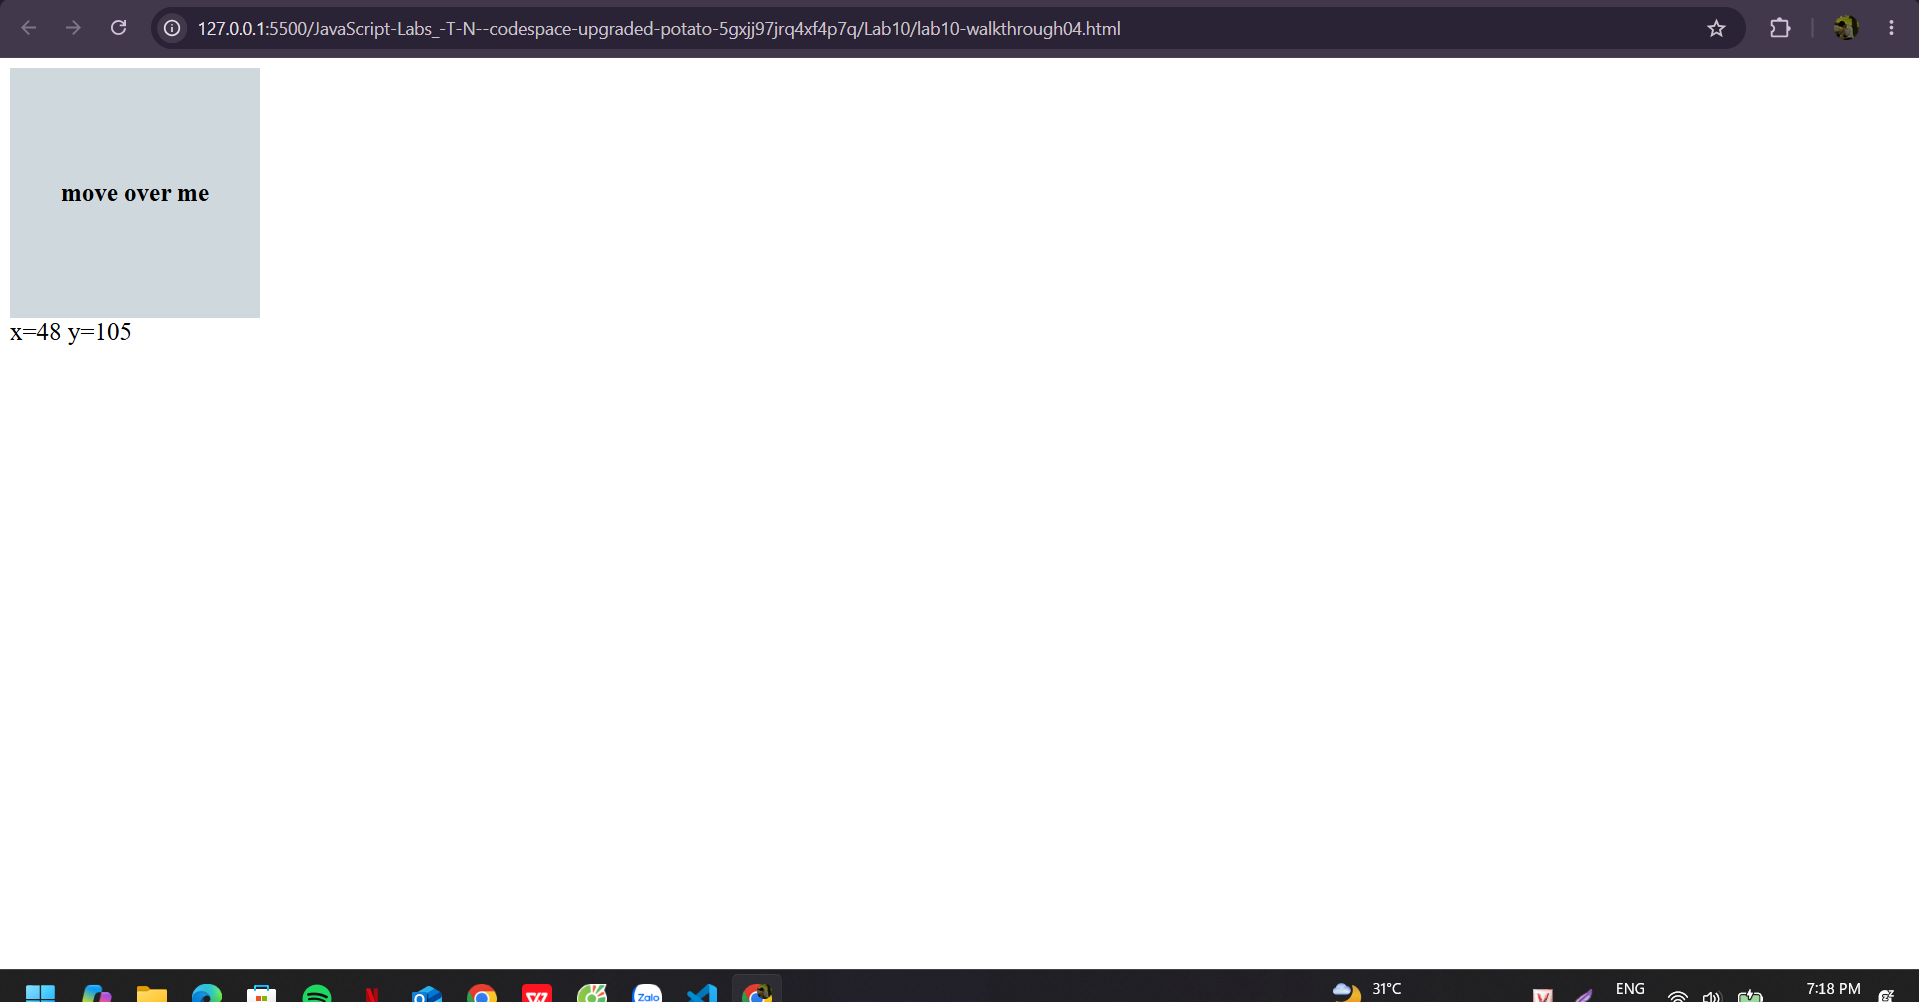 127.0.0.1:5500/JavaScript-Labs_-T-N--codespace-upgraded-potato-5gxjj97jrq4xf4p7q/Lab10/lab10-walkthrough04.html
move over me
x=48 y=105
Zalo
31°C
ENG
7:18 PM